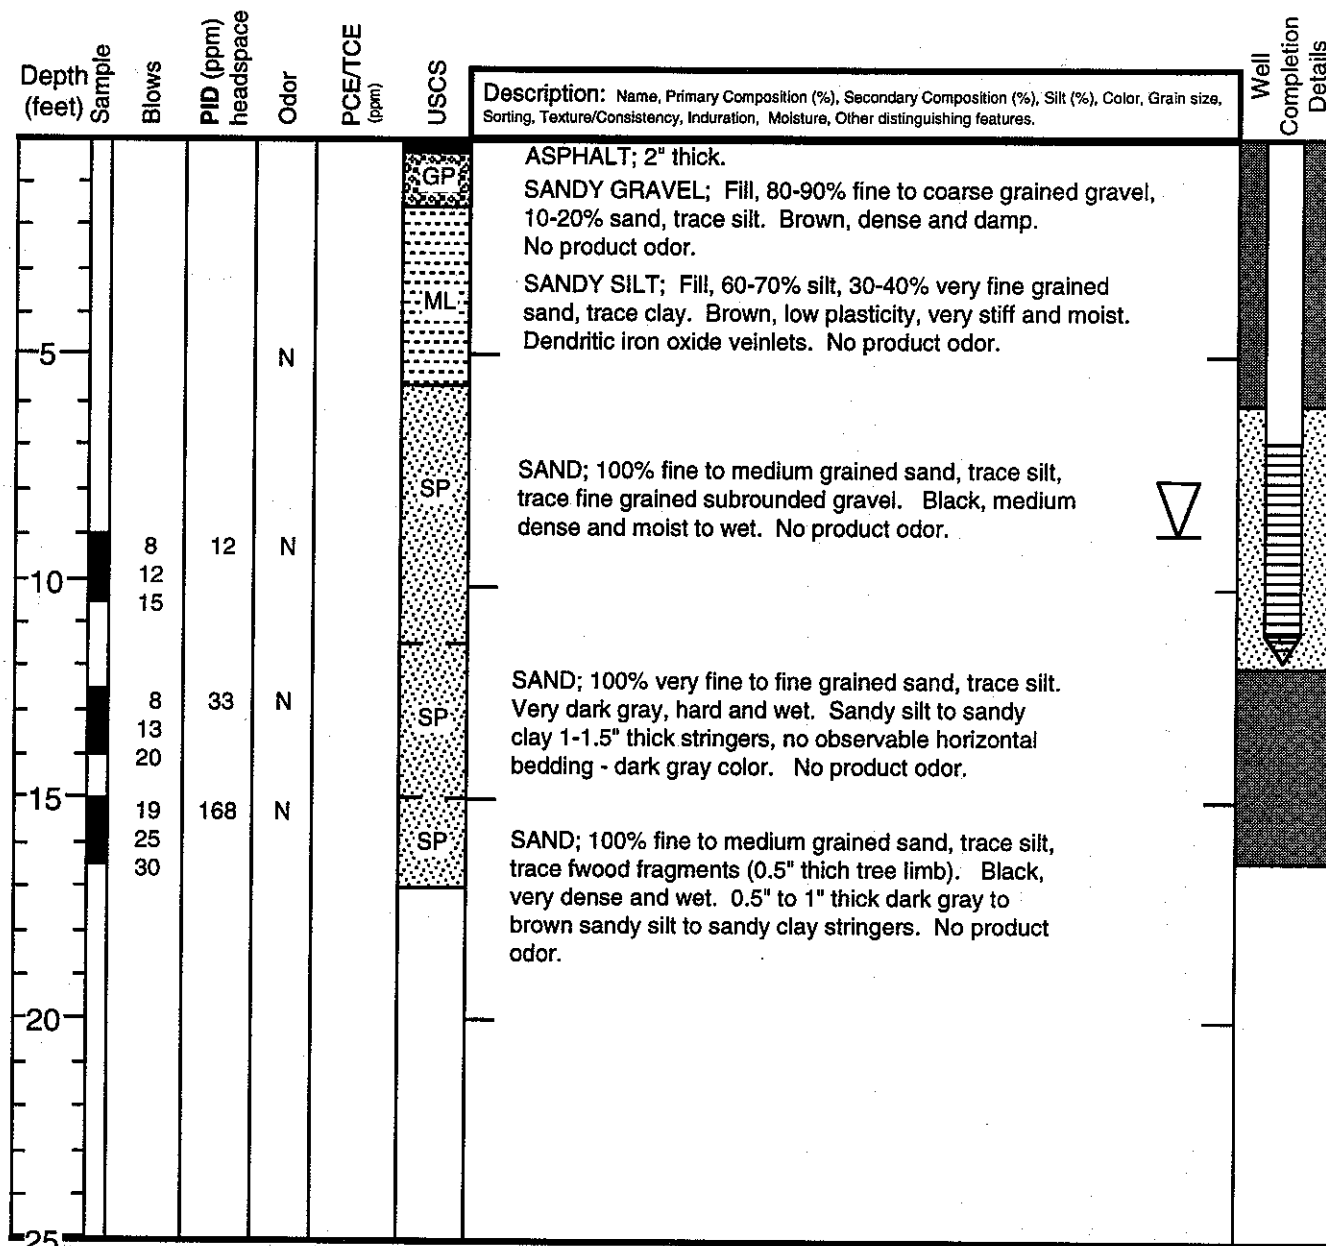 Depth
(feet)
Sample
Blows
PID (ppm)
headspace
Odor
PCE/TCE
(ppm)
USCS
Description: Name, Primary Composition (%), Secondary Composition (%), Silt (%), Color, Grain size,
Sorting, Texture/Consistency, Induration, Moisture, Other distinguishing features.
Well
Completion
Details
ASPHALT; 2" thick.
GP
SANDY GRAVEL; Fill, 80-90% fine to coarse grained gravel,
10-20% sand, trace silt. Brown, dense and damp.
No product odor.
ML
SANDY SILT; Fill, 60-70% silt, 30-40% very fine grained
sand, trace clay. Brown, low plasticity, very stiff and moist.
Dendritic iron oxide veinlets. No product odor.
5
N
SP
SAND; 100% fine to medium grained sand, trace silt,
trace fine grained subrounded gravel. Black, medium
dense and moist to wet. No product odor.
8 12 N
10
12
15
SAND; 100% very fine to fine grained sand, trace silt.
Very dark gray, hard and wet. Sandy silt to sandy
clay 1-1.5" thick stringers, no observable horizontal
bedding - dark gray color. No product odor.
8 33 N
SP
13
20
15
19 168 N
25
30
SP
SAND; 100% fine to medium grained sand, trace silt,
trace fwood fragments (0.5" thich tree limb). Black,
very dense and wet. 0.5" to 1" thick dark gray to
brown sandy silt to sandy clay stringers. No product
odor.
20
25